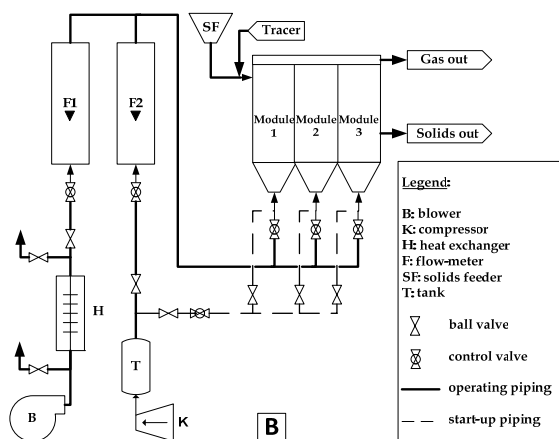 SF
Tracer
Gas out
F1
F2
Module
1
Module
2
Module
3
Solids out
Legend:
B: blower
K: compressor
H: heat exchanger
F: flow-meter
SF: solids feeder
T: tank
H
ball valve
control valve
T
operating piping
B
K
B
start-up piping